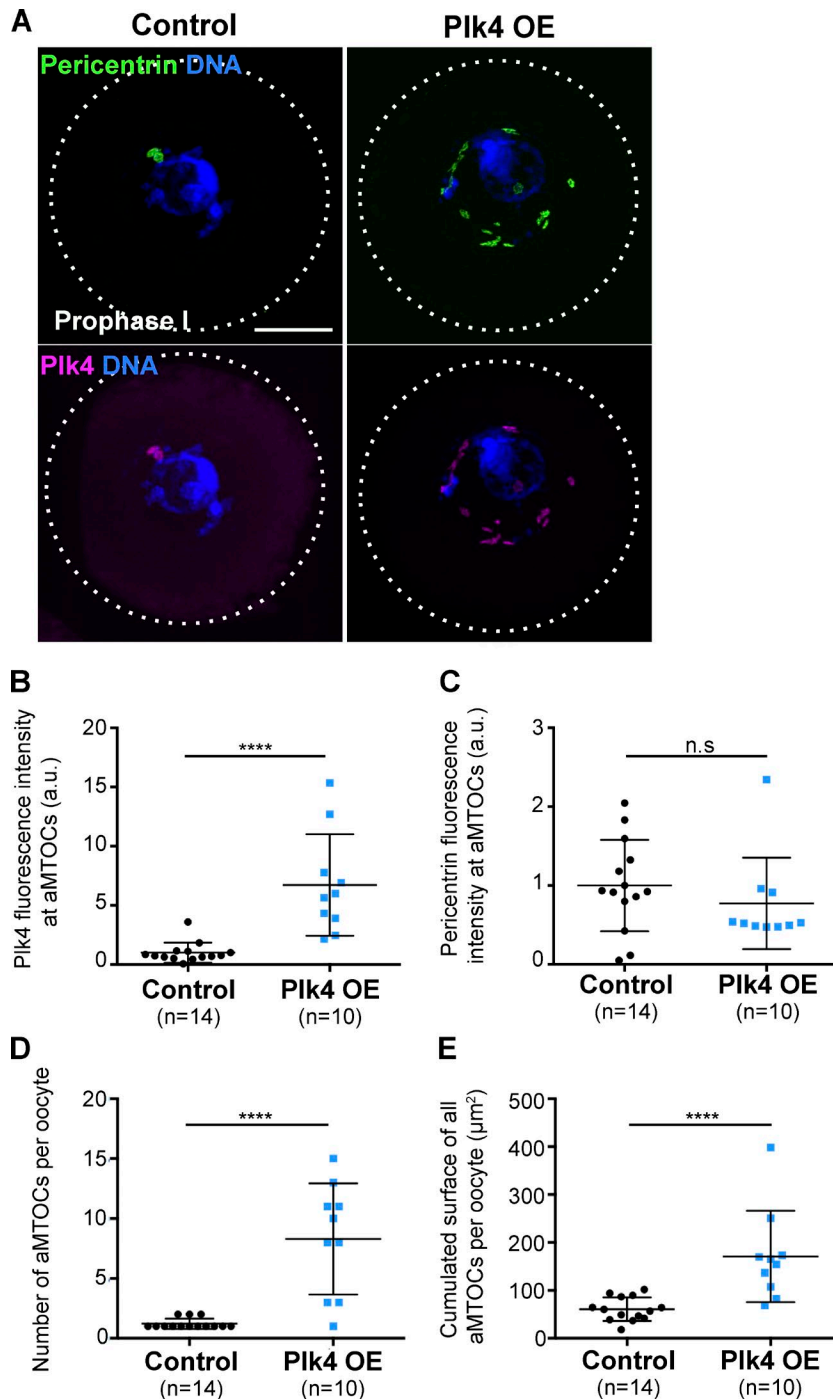 A
Control
Plk4 OE
Pericentrin DNA
Prophase I
Plk4 DNA
B
Plk4 fluorescence intensity
at aMTOCs (a.u.)
20
15
10
5
0
****
Control
(n=14)
Plk4 OE
(n=10)
C
Pericentrin fluorescence
intensity at aMTOCs (a.u.)
3
2
1
0
n.s
Control
(n=14)
Plk4 OE
(n=10)
D
Number of aMTOCs per oocyte
20
15
10
5
0
****
Control
(n=14)
Plk4 OE
(n=10)
E
Cumulated surface of all
aMTOCs per oocyte (µm²)
500
400
300
200
100
0
****
Control
(n=14)
Plk4 OE
(n=10)